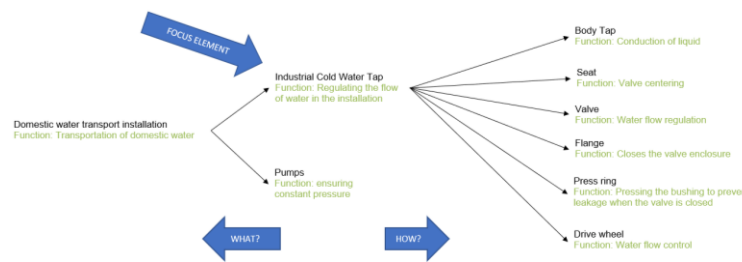 FOCUS ELEMENT
Body Tap
Function: Conduction of liquid
Industrial Cold Water Tap
Function: Regulating the flow
of water in the installation
Seat
Function: Valve centering
Valve
Function: Water flow regulation
Domestic water transport installation
Function: Transportation of domestic water
Flange
Function: Closes the valve enclosure
Pumps
Function: ensuring
constant pressure
Press ring
Function: Pressing the bushing to preve
leakage when the valve is closed
WHAT?
HOW?
Drive wheel
Function: Water flow control